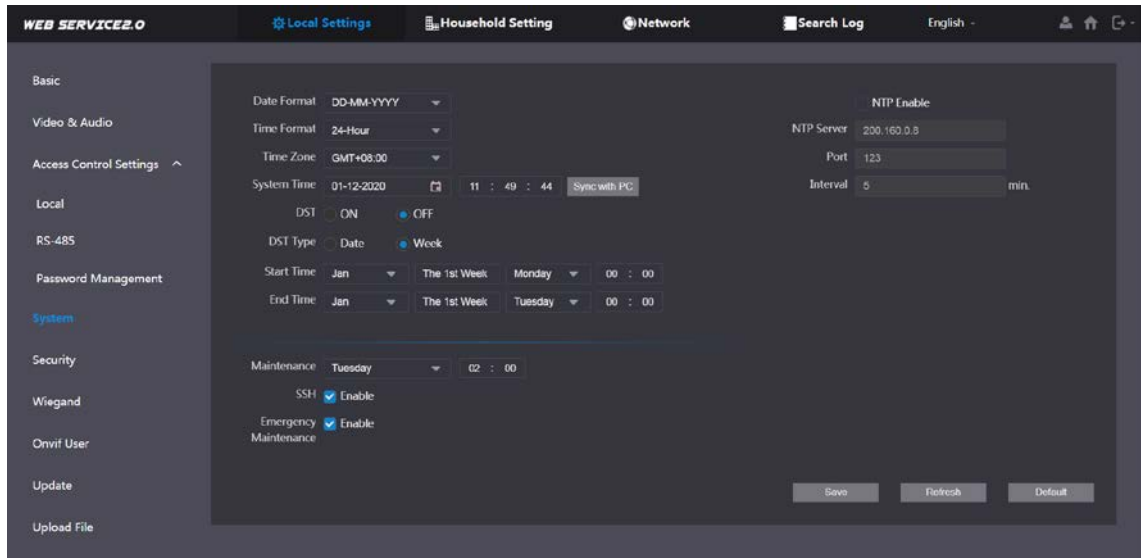 WEB SERVICE2.0 Local Settings Household Setting Network Search Log English
Basic
Video & Audio
Access Control Settings
Local
RS-485
Password Management
System
Security
Wiegand
Onvif User
Update
Upload File
Date Format DD-MM-YYYY
Time Format 24-Hour
Time Zone GMT+08:00
System Time 01-12-2020 11 : 49 : 44 Sync with PC
DST ON OFF
DST Type Date Week
Start Time Jan The 1st Week Monday 00 : 00
End Time Jan The 1st Week Tuesday 00 : 00
Maintenance Tuesday 02 : 00
SSH Enable
Emergency Enable
Maintenance
NTP Enable
NTP Server 200.160.0.8
Port 123
Interval 5 min.
Save Refresh Default